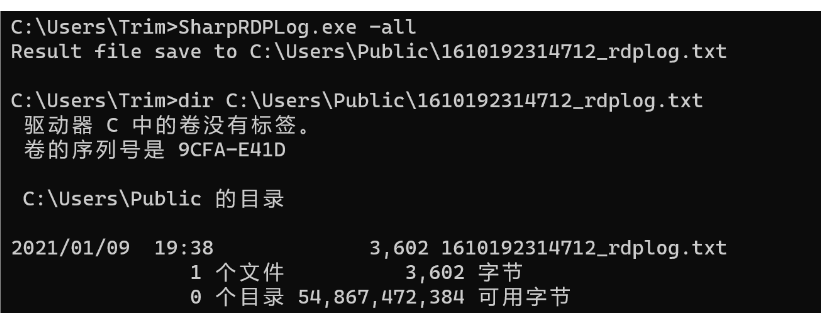 C:\Users\Trim>SharpRDPLog.exe -all
Result file save to C:\Users\Public\1610192314712_rdplog.txt
C:\Users\Trim>dir C:\Users\Public\1610192314712_rdplog.txt
驱动器 C 中的卷没有标签。
卷的序列号是 9CFA-E41D
C:\Users\Public 的目录
2021/01/09  19:38             3,602 1610192314712_rdplog.txt
1 个文件          3,602 字节
0 个目录 54,867,472,384 可用字节